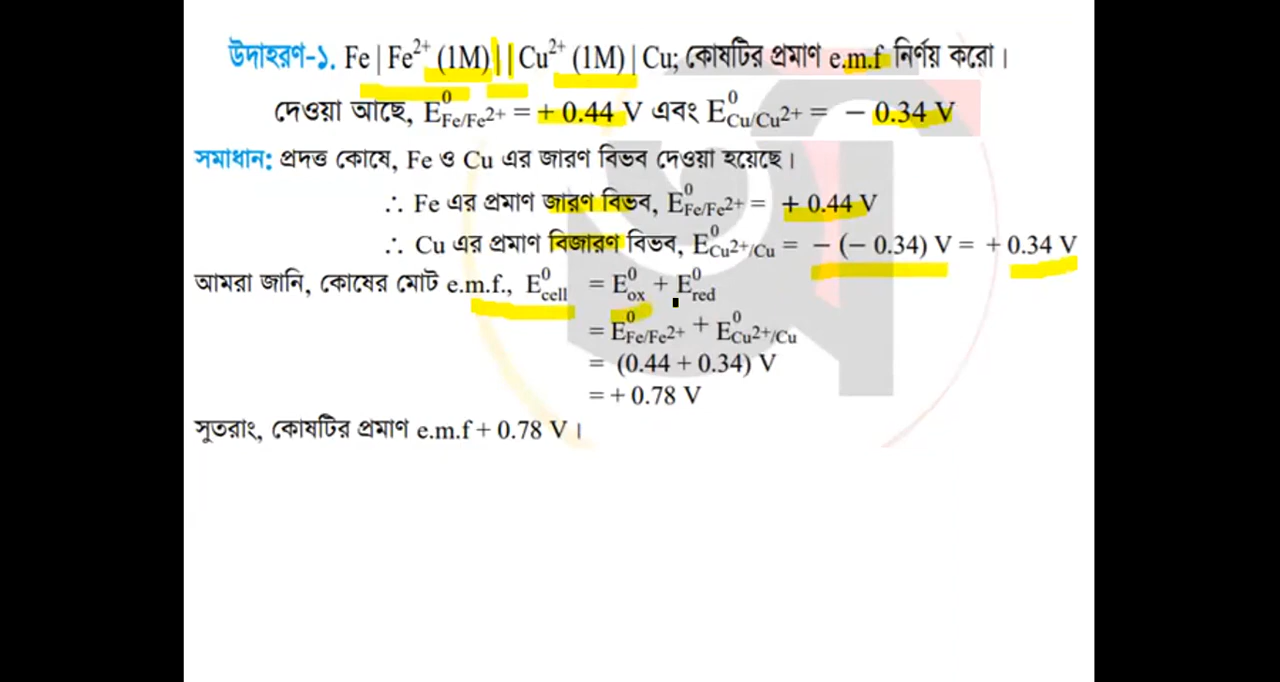 উদাহরণ-১. Fe | Fe²⁺ (1M) | | Cu²⁺ (1M) | Cu; কোষটির প্রমাণ e.m.f নির্ণয় করো।
দেওয়া আছে, E⁰Fe/Fe²⁺ = + 0.44 V এবং E⁰Cu/Cu²⁺ = − 0.34 V
সমাধান: প্রদত্ত কোষে, Fe ও Cu এর জারণ বিভব দেওয়া হয়েছে।
∴ Fe এর প্রমাণ জারণ বিভব, E⁰Fe/Fe²⁺ = + 0.44 V
∴ Cu এর প্রমাণ বিজারণ বিভব, E⁰Cu²⁺/Cu = − (− 0.34) V = + 0.34 V
আমরা জানি, কোষের মোট e.m.f., E⁰cell = E⁰ox + E⁰red
= E⁰Fe/Fe²⁺ + E⁰Cu²⁺/Cu
= (0.44 + 0.34) V
= + 0.78 V
সুতরাং, কোষটির প্রমাণ e.m.f + 0.78 V।